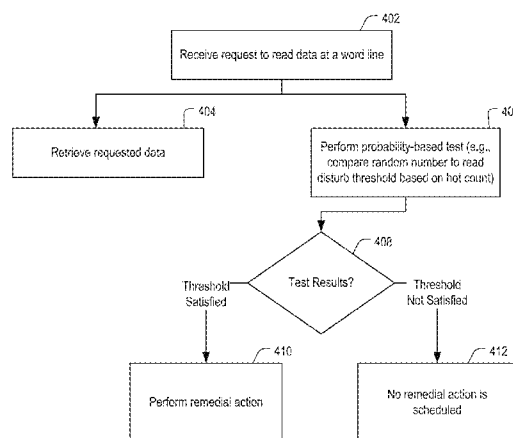 402
Receive request to read data at a word line
404
40
Retrieve requested data
Perform probability-based test (e.g.,
compare random number to read
disturb threshold based on hot count)
408
Test Results?
Threshold
Satisfied
Threshold
Not Satisfied
410
412
Perform remedial action
No remedial action is
scheduled